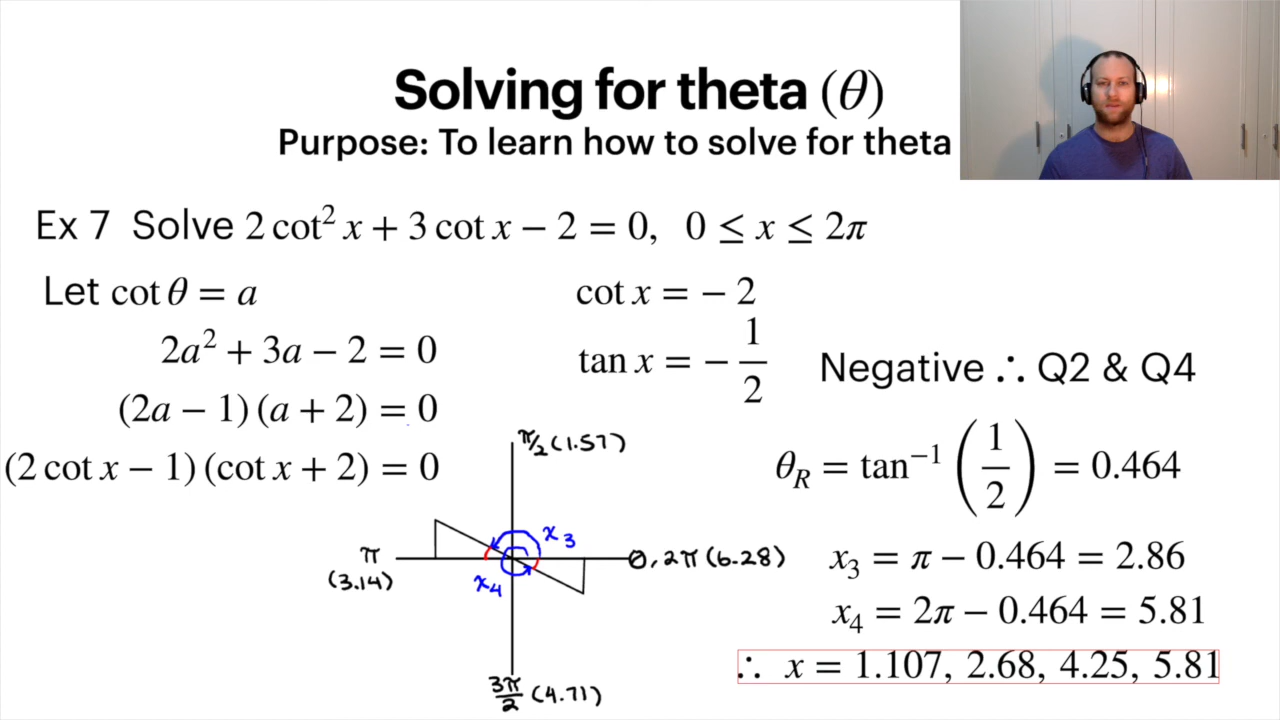 Solving for theta (θ)
Purpose: To learn how to solve for theta
Ex 7 Solve 2 cot² x + 3 cot x − 2 = 0, 0 ≤ x ≤ 2π
Let cot θ = a
2a² + 3a − 2 = 0
(2a − 1)(a + 2) = 0
(2 cot x − 1)(cot x + 2) = 0
cot x = − 2
tan x = − 1/2
Negative ∴ Q2 & Q4
θ_R = tan⁻¹ (1/2) = 0.464
x₃ = π − 0.464 = 2.86
x₄ = 2π − 0.464 = 5.81
∴ x = 1.107, 2.68, 4.25, 5.81
π/2 (1.57)
x₃
π
(3.14)
0, 2π (6.28)
x₄
3π/2 (4.71)